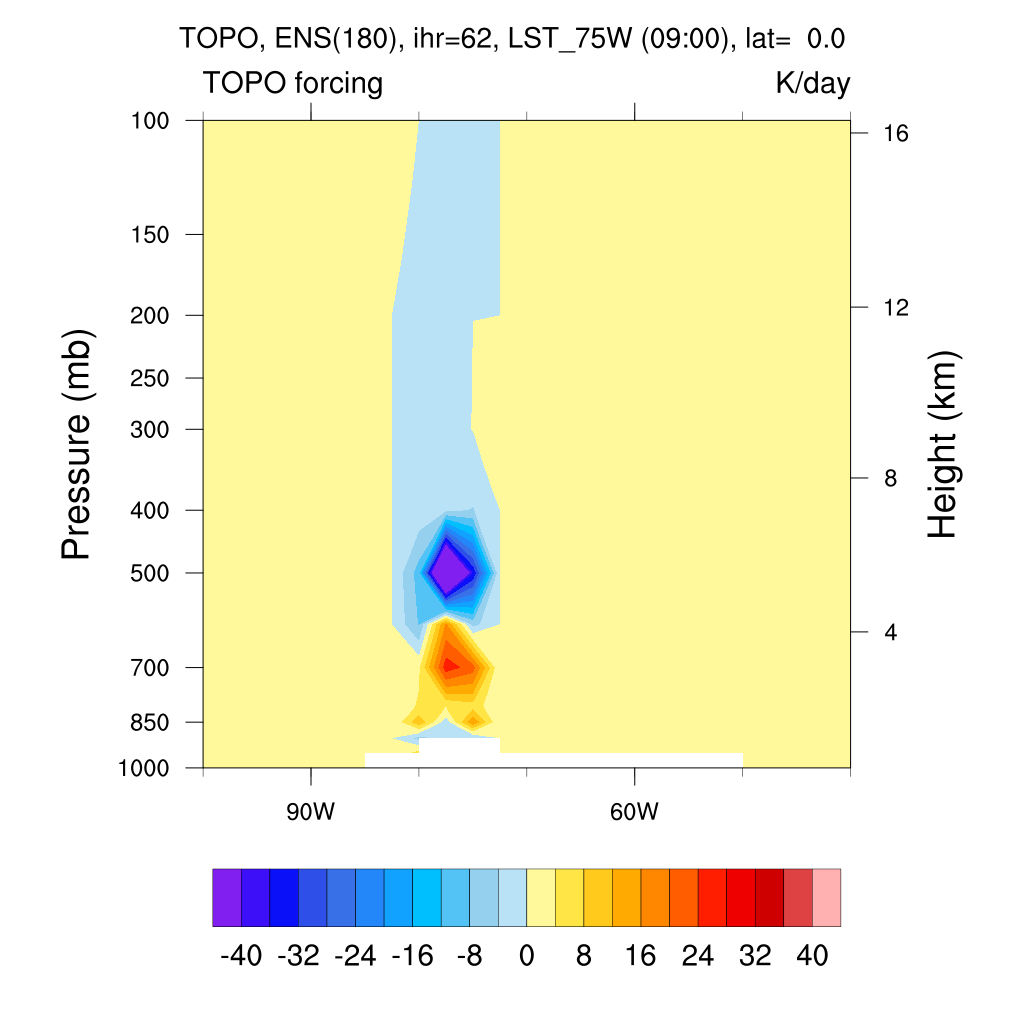 TOPO, ENS(180), ihr=62, LST_75W (09:00), lat=  0.0
TOPO forcing
K/day
100
150
200
250
300
400
500
700
850
1000
Pressure (mb)
16
12
8
4
Height (km)
90W
60W
-40 -32 -24 -16 -8 0 8 16 24 32 40